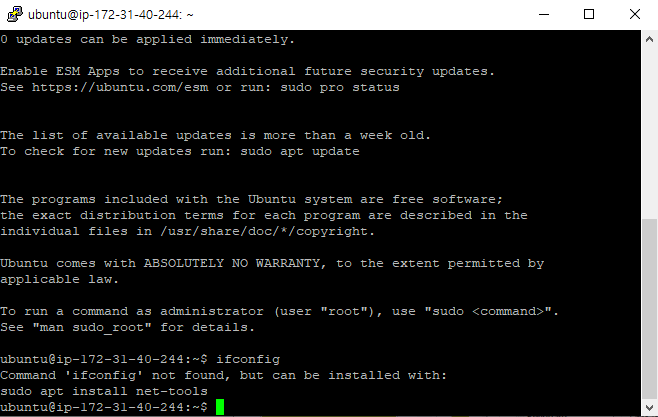 ubuntu@ip-172-31-40-244: ~
0 updates can be applied immediately.
Enable ESM Apps to receive additional future security updates.
See https://ubuntu.com/esm or run: sudo pro status
The list of available updates is more than a week old.
To check for new updates run: sudo apt update
The programs included with the Ubuntu system are free software;
the exact distribution terms for each program are described in the
individual files in /usr/share/doc/*/copyright.
Ubuntu comes with ABSOLUTELY NO WARRANTY, to the extent permitted by
applicable law.
To run a command as administrator (user "root"), use "sudo <command>".
See "man sudo_root" for details.
ubuntu@ip-172-31-40-244:~$ ifconfig
Command 'ifconfig' not found, but can be installed with:
sudo apt install net-tools
ubuntu@ip-172-31-40-244:~$